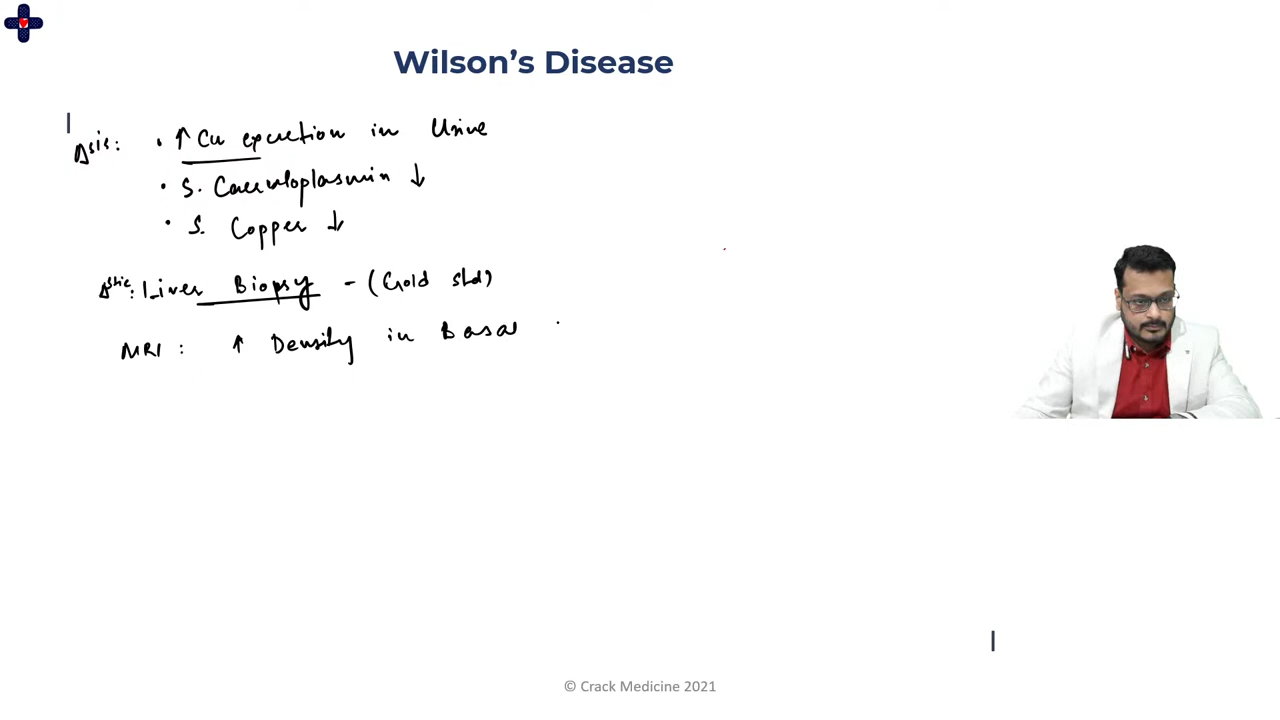 Wilson's Disease
Δsis: • ↑ Cu excretion in Urine
• S. Caeruloplasmin ↓
• S. Copper ↓
Δstic: Liver Biopsy - (Gold std)
MRI: ↑ Density in Basal
© Crack Medicine 2021